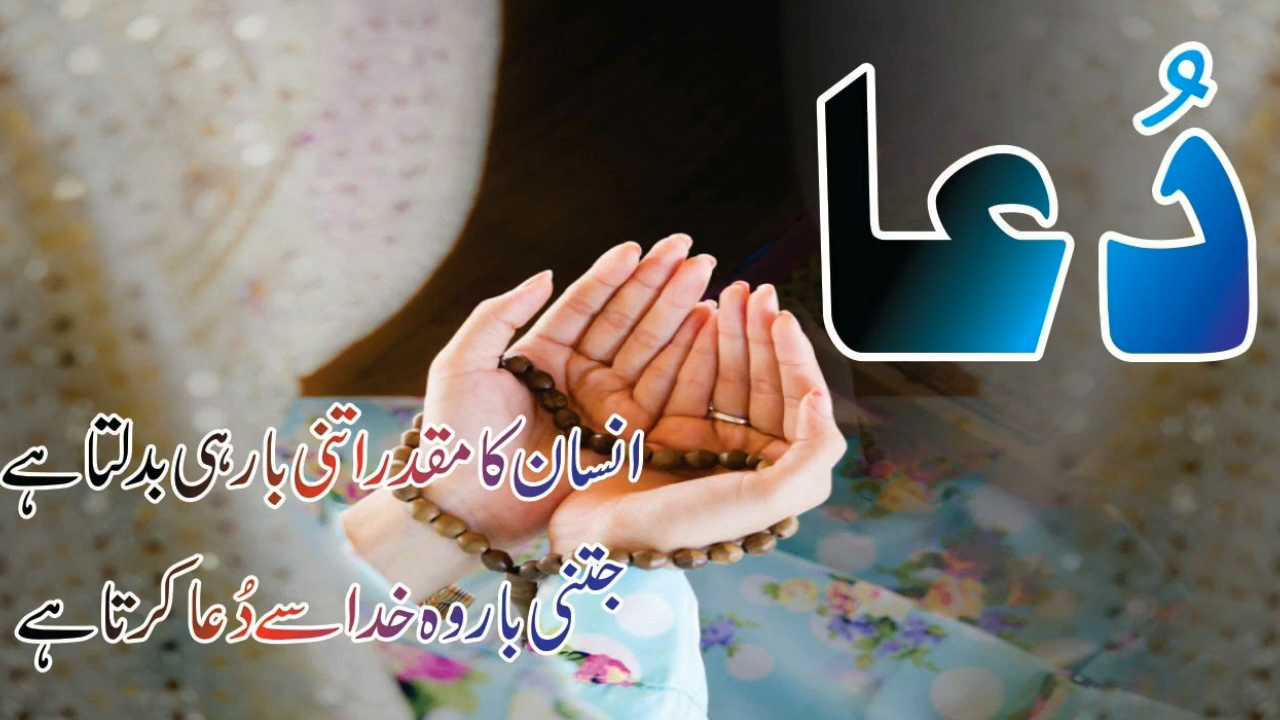 دُعا
انسان کا مقدر اتنی بار ہی بدلتا ہے
جتنی بار وہ خدا سے دُعا کرتا ہے